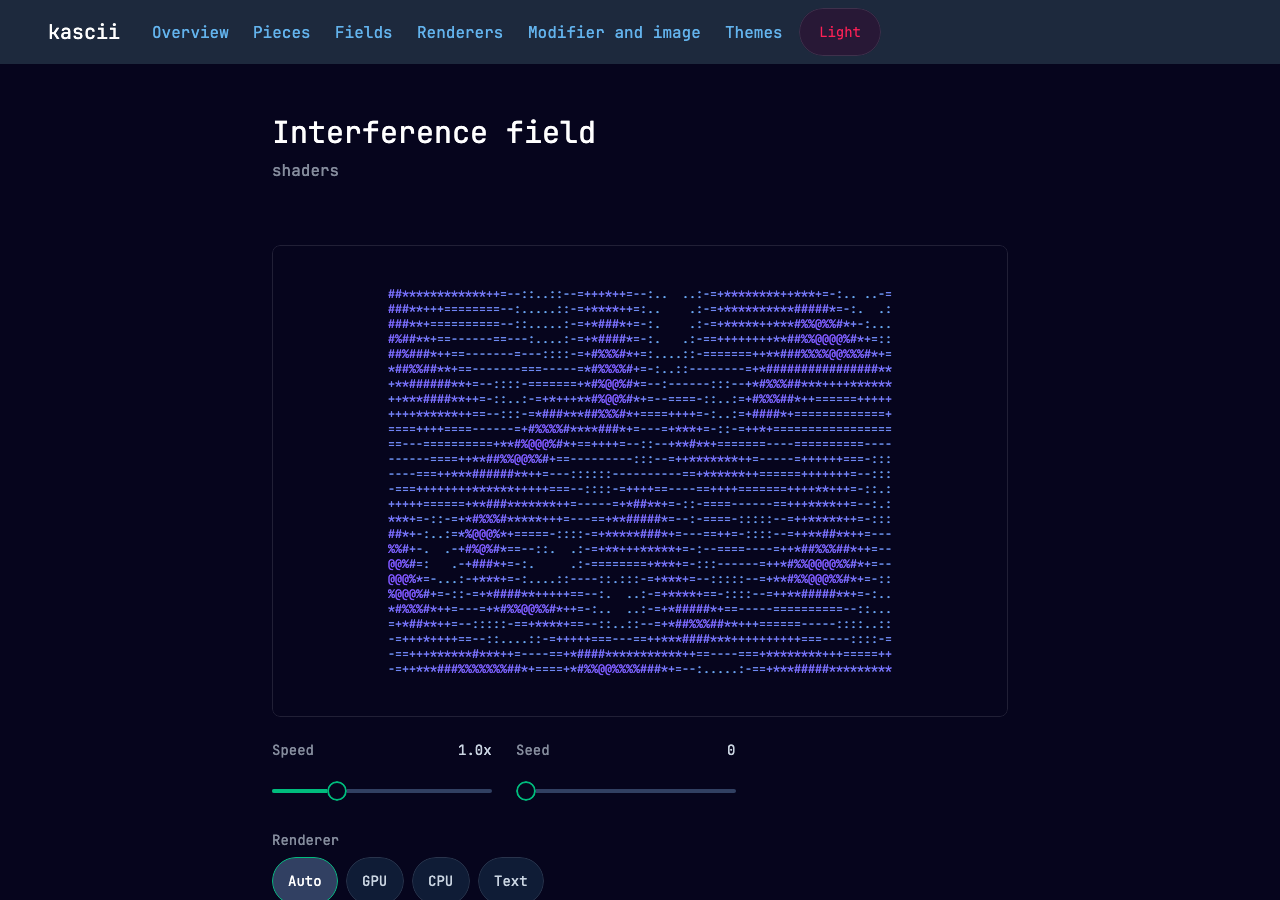 kascii Overview Pieces Fields Renderers Modifier and image Themes Light
Interference field
shaders
Speed 1.0x Seed 0
Renderer
Auto GPU CPU Text